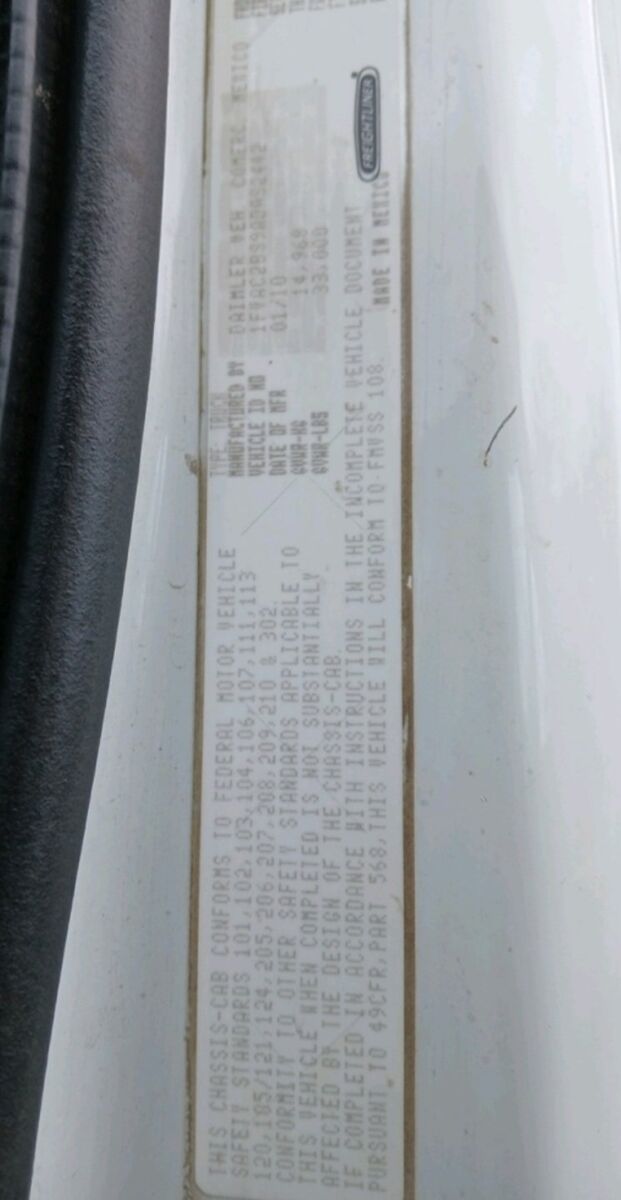 THIS CHASSIS-CAB CONFORMS TO FEDERAL MOTOR VEHICLE
SAFETY STANDARDS 101,102,103,104,106,107,111,113
120,105/121,124,205,206,207,208,209,210 & 302.
CONFORMITY TO OTHER SAFETY STANDARDS APPLICABLE TO
THIS VEHICLE WHEN COMPLETED IS NOT SUBSTANTIALLY
AFFECTED BY THE DESIGN OF THE CHASSIS-CAB.
IF COMPLETED IN ACCORDANCE WITH INSTRUCTIONS IN THE INCOMPLETE VEHICLE DOCUMENT
PURSUANT TO 49CFR,PART 568,THIS VEHICLE WILL CONFORM TO FMVSS 108.
TYPE TRUCK
MANUFACTURED BY DAIMLER VEH COMERC MEXICO
VEHICLE ID NO
DATE OF MFR 01/10
GVWR-KG 14,968
GVWR-LBS 33,000
MADE IN MEXICO
FREIGHTLINER